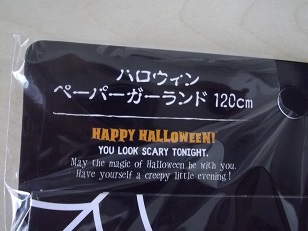 ハロウィン
ペーパーガーランド 120cm
HAPPY HALLOWEEN!
YOU LOOK SCARY TONIGHT.
May the magic of Halloween be with you.
Have yourself a creepy little evening!